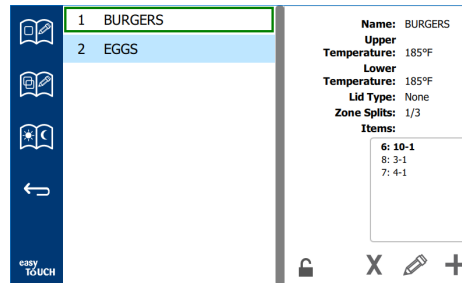 1 BURGERS
2 EGGS
easy
TOUCH
Name: BURGERS
Upper
Temperature: 185°F
Lower
Temperature: 185°F
Lid Type: None
Zone Splits: 1/3
Items:
6: 10-1
8: 3-1
7: 4-1
X